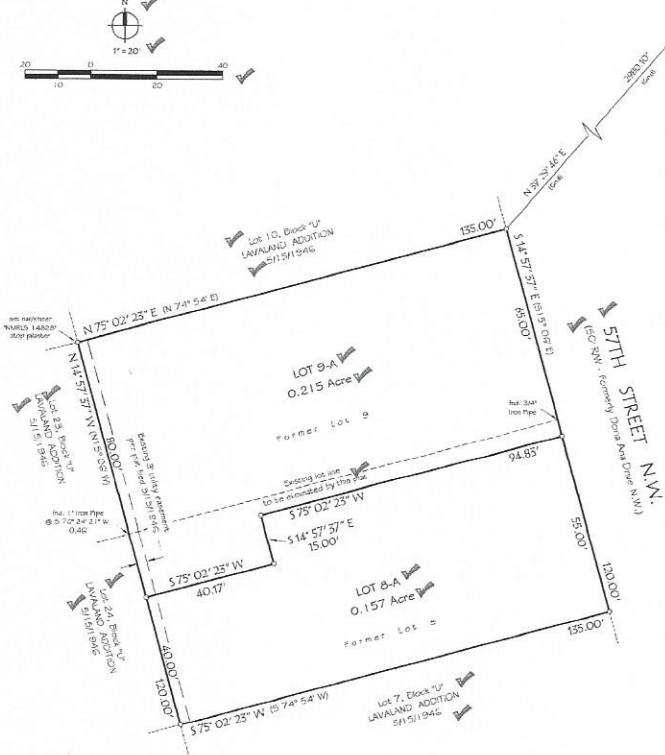 N
1" = 20'
20 0 40
10 20
2980.10'
(Grid)
N 39° 39' 46" E
(Grid)
Lot 10, Block "U"
LAVALAND ADDITION
5/15/1946
135.00'
N 75° 02' 23" E (N 74° 54' E)
S 14° 57' 37" E (S 15° 06' E)
65.00'
57TH STREET N.W.
(50' R/W - Formerly Dona Ana Drive N.W.)
stop plaster
N 14° 57' 37" W (N 15° 06' W)
80.00'
LOT 9-A
0.215 Acre
Former Lot 9
Lot 23, Block "U"
LAVALAND ADDITION
5/15/1946
fnd. 3/4"
Iron Pipe
94.83'
Existing lot line
to be eliminated by this plat
S 75° 02' 23" W
S 14° 57' 37" E
15.00'
fnd. 1" Iron Pipe
0.46'
S 75° 02' 23" W
40.17'
55.00'
120.00'
LOT 8-A
0.157 Acre
Former Lot 8
Lot 24, Block "U"
LAVALAND ADDITION
5/15/1946
40.00'
120.00'
135.00'
S 75° 02' 23" W (S 74° 54' W)
Lot 7, Block "U"
LAVALAND ADDITION
5/15/1946